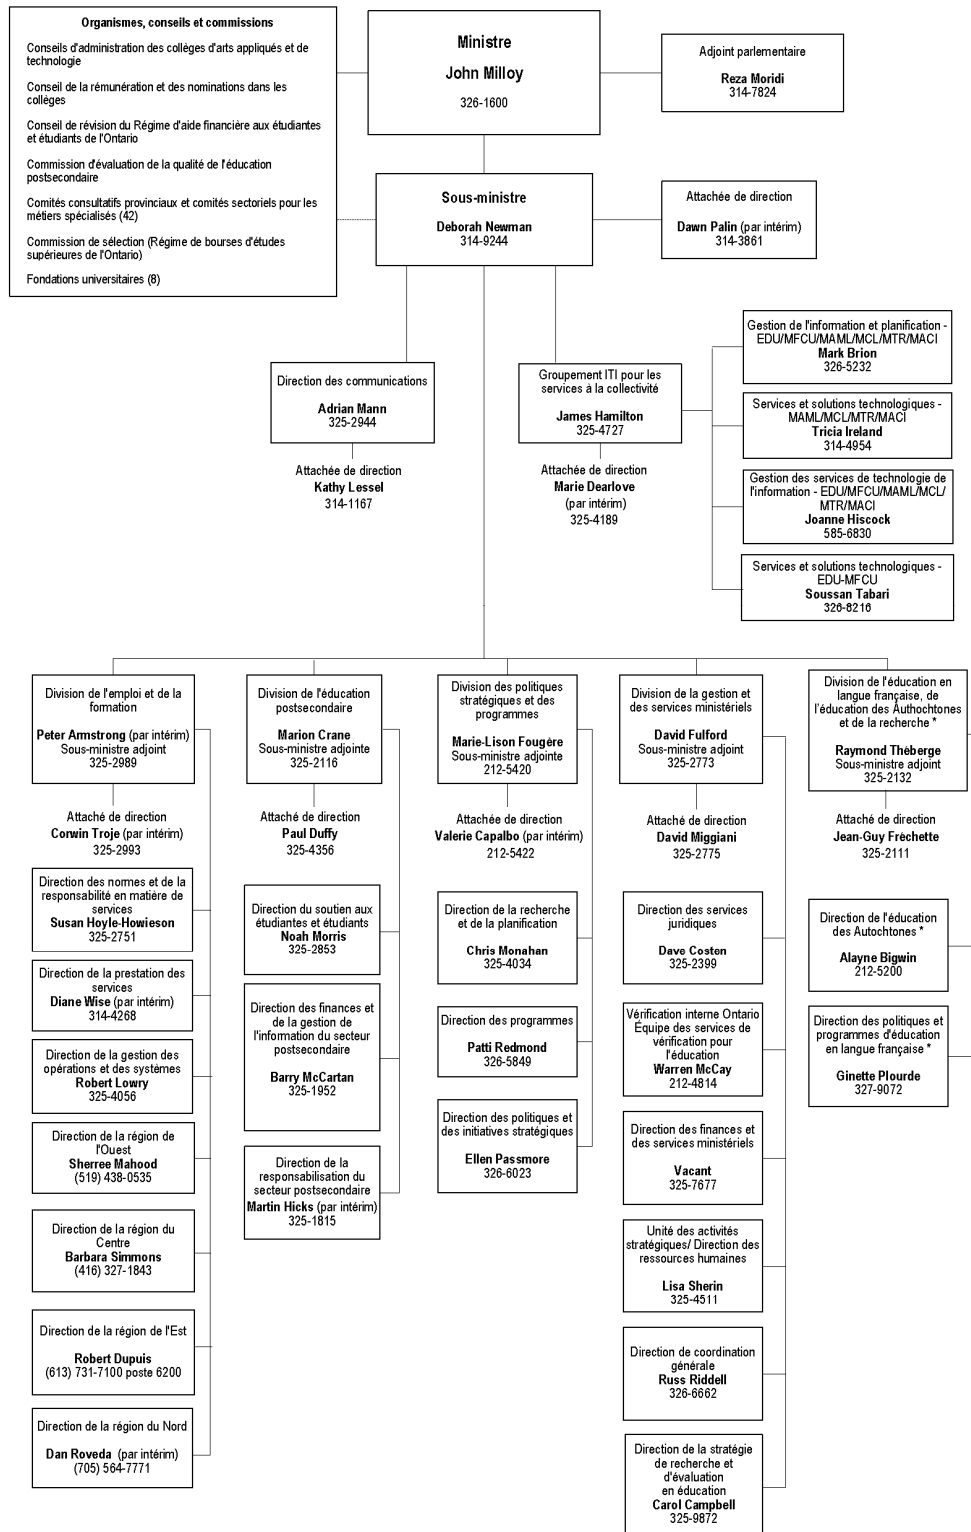 Organismes, conseils et commissions
Conseils d'administration des collèges d'arts appliqués et de
technologie
Conseil de la rémunération et des nominations dans les
collèges
Conseil de révision du Régime d'aide financière aux étudiantes
et étudiants de l'Ontario
Commission d'évaluation de la qualité de l'éducation
postsecondaire
Comités consultatifs provinciaux et comités sectoriels pour les
métiers spécialisés (42)
Commission de sélection (Régime de bourses d'études
supérieures de l'Ontario)
Fondations universitaires (8)
Ministre
John Milloy
326-1600
Adjoint parlementaire
Reza Moridi
314-7824
Sous-ministre
Deborah Newman
314-9244
Attachée de direction
Dawn Palin (par intérim)
314-3861
Direction des communications
Adrian Mann
325-2944
Attachée de direction
Kathy Lessel
314-1167
Groupement ITI pour les
services à la collectivité
James Hamilton
325-4727
Attachée de direction
Marie Dearlove
(par intérim)
325-4189
Gestion de l'information et planification -
EDU/MFCU/MAML/MCL/MTR/MACI
Mark Brion
326-5232
Services et solutions technologiques -
MAML/MCL/MTR/MACI
Tricia Ireland
314-4954
Gestion des services de technologie de
l'information - EDU/MFCU/MAML/MCL/
MTR/MACI
Joanne Hiscock
585-6830
Services et solutions technologiques -
EDU-MFCU
Soussan Tabari
326-8216
Division de l'emploi et de la
formation
Peter Armstrong (par intérim)
Sous-ministre adjoint
325-2989
Attaché de direction
Corwin Troje (par intérim)
325-2993
Direction des normes et de la
responsabilité en matière de
services
Susan Hoyle-Howieson
325-2751
Direction de la prestation des
services
Diane Wise (par intérim)
314-4268
Direction de la gestion des
opérations et des systèmes
Robert Lowry
325-4056
Direction de la région de
l'Ouest
Sherree Mahood
(519) 438-0535
Direction de la région du
Centre
Barbara Simmons
(416) 327-1843
Direction de la région de l'Est
Robert Dupuis
(613) 731-7100 poste 6200
Direction de la région du Nord
Dan Roveda (par intérim)
(705) 564-7771
Division de l'éducation
postsecondaire
Marion Crane
Sous-ministre adjointe
325-2116
Attaché de direction
Paul Duffy
325-4356
Direction du soutien aux
étudiantes et étudiants
Noah Morris
325-2853
Direction des finances et
de la gestion de
l'information du secteur
postsecondaire
Barry McCartan
325-1952
Direction de la
responsabilisation du
secteur postsecondaire
Martin Hicks (par intérim)
325-1815
Division des politiques
stratégiques et des
programmes
Marie-Lison Fougère
Sous-ministre adjointe
212-5420
Attachée de direction
Valerie Capalbo (par intérim)
212-5422
Direction de la recherche
et de la planification
Chris Monahan
325-4034
Direction des programmes
Patti Redmond
326-5849
Direction des politiques et
des initiatives stratégiques
Ellen Passmore
326-6023
Division de la gestion et
des services ministériels
David Fulford
Sous-ministre adjoint
325-2773
Attaché de direction
David Miggiani
325-2775
Direction des services
juridiques
Dave Costen
325-2399
Vérification interne Ontario
Équipe des services de
vérification pour
l'éducation
Warren McCay
212-4814
Direction des finances et
des services ministériels
Vacant
325-7677
Unité des activités
stratégiques/ Direction des
ressources humaines
Lisa Sherin
325-4511
Direction de coordination
générale
Russ Riddell
326-6662
Direction de la stratégie
de recherche et
d'évaluation
en éducation
Carol Campbell
325-9872
Division de l'éducation en
langue française, de
l'éducation des Authochtones
et de la recherche *
Raymond Théberge
Sous-ministre adjoint
325-2132
Attaché de direction
Jean-Guy Fréchette
325-2111
Direction de l'éducation
des Autochtones *
Alayne Bigwin
212-5200
Direction des politiques et
programmes d'éducation
en langue française *
Ginette Plourde
327-9072